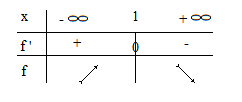 x - ∞ 1 + ∞
f ' + 0 -
f